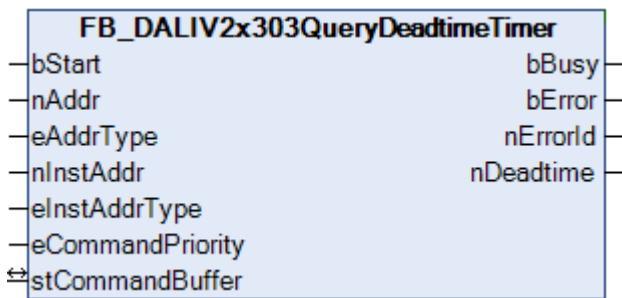 FB_DALIV2x303QueryDeadtimeTimer
bStart bBusy
nAddr bError
eAddrType nErrorId
nInstAddr nDeadtime
eInstAddrType
eCommandPriority
stCommandBuffer